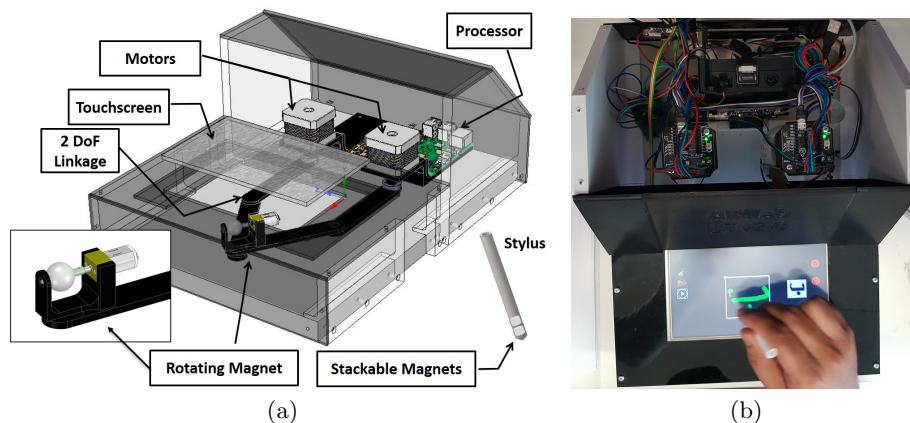 Processor
Motors
Touchscreen
2 DoF
Linkage
Stylus
Rotating Magnet
Stackable Magnets
(a)
(b)